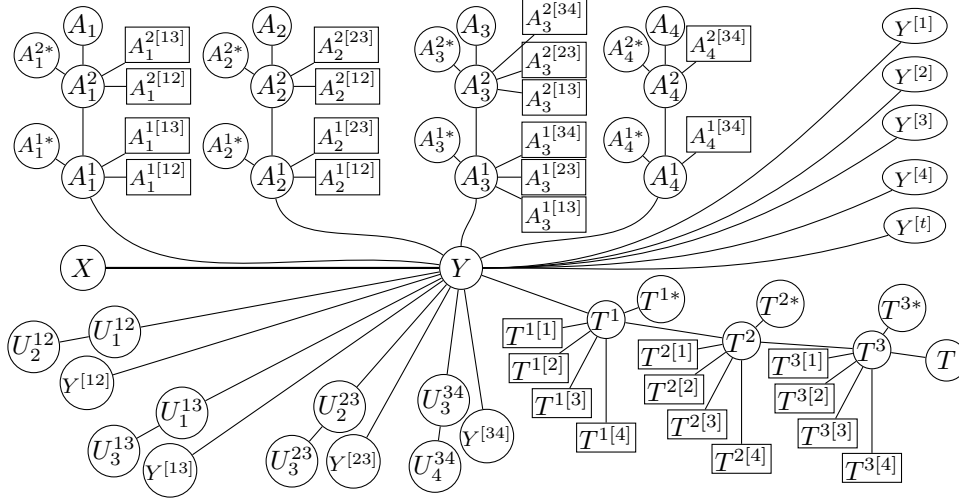 A_1 A_2 A_3 A_4
A_1^{2*} A_1^{2[13]} A_2^{2*} A_2^{2[23]} A_3^{2*} A_3^{2[34]} A_4^{2*} A_4^{2[34]} Y^{[1]}
A_3^{2[23]}
A_1^2 A_1^{2[12]} A_2^2 A_2^{2[12]} A_3^2 A_3^{2[13]} A_4^2 Y^{[2]}
A_1^{1*} A_1^{1[13]} A_2^{1*} A_2^{1[23]} A_3^{1*} A_3^{1[34]} A_4^{1*} A_4^{1[34]} Y^{[3]}
A_1^1 A_1^{1[12]} A_2^1 A_2^{1[12]} A_3^1 A_3^{1[23]} A_4^1 Y^{[4]}
A_3^{1[13]} Y^{[t]}
X Y
T^{1*} T^{2*} T^{3*}
U_2^{12} U_1^{12} T^{1[1]} T^1 T^{2[1]} T^2 T^{3[1]} T^3 T
Y^{[12]} T^{1[2]} T^{2[2]} T^{3[2]}
U_1^{13} U_2^{23} U_3^{34} T^{1[3]} T^{2[3]} T^{3[3]}
U_3^{13} Y^{[34]} T^{1[4]}
Y^{[13]} U_3^{23} Y^{[23]} U_4^{34} T^{2[4]} T^{3[4]}